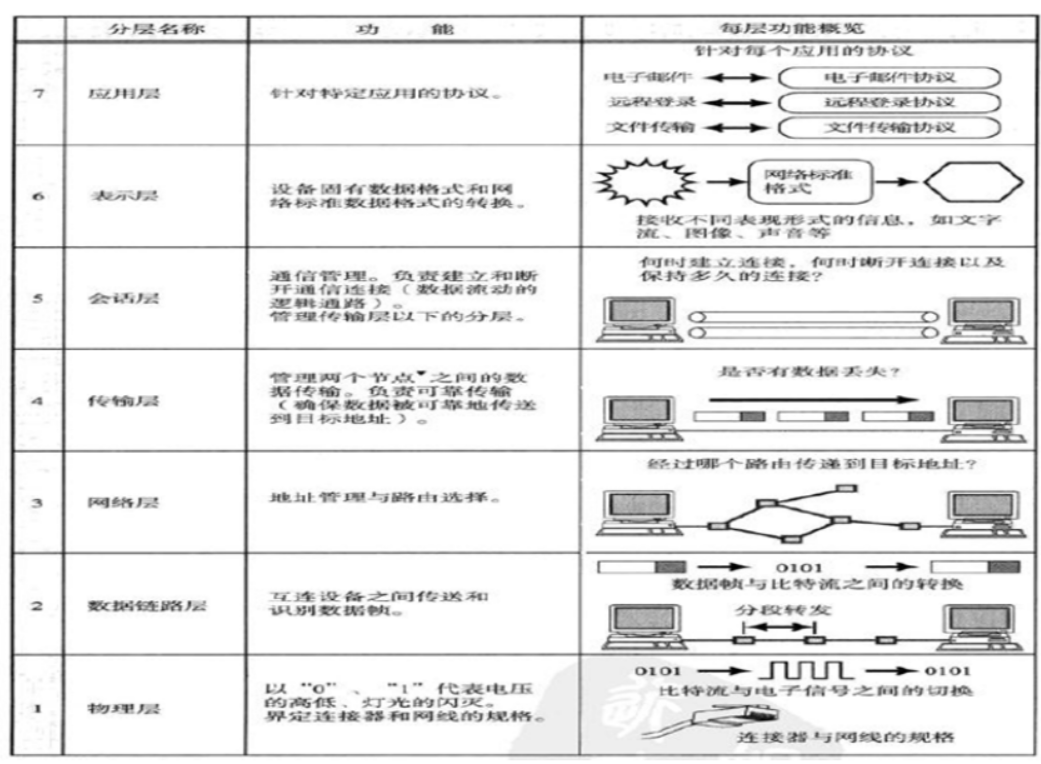 分层名称 功 能 每层功能概览
7 应用层 针对特定应用的协议。
针对每个应用的协议
电子邮件 电子邮件协议
远程登录 远程登录协议
文件传输 文件传输协议
6 表示层
设备固有数据格式和网
络标准数据格式的转换。
网络标准
格式
接收不同表现形式的信息，如文字
流、图像、声音等
5 会话层
通信管理。负责建立和断
开通信连接（数据流动的
逻辑通路）。
管理传输层以下的分层。
何时建立连接，何时断开连接以及
保持多久的连接？
4 传输层
管理两个节点▼之间的数
据传输。负责可靠传输
（确保数据被可靠地传送
到目标地址）。
是否有数据丢失？
3 网络层 地址管理与路由选择。
经过哪个路由传递到目标地址？
2 数据链路层
互连设备之间传送和
识别数据帧。
0101
数据帧与比特流之间的转换
分段转发
1 物理层
以“0”、“1”代表电压
的高低、灯光的闪灭。
界定连接器和网线的规格。
0101 0101
比特流与电子信号之间的切换
连接器与网线的规格